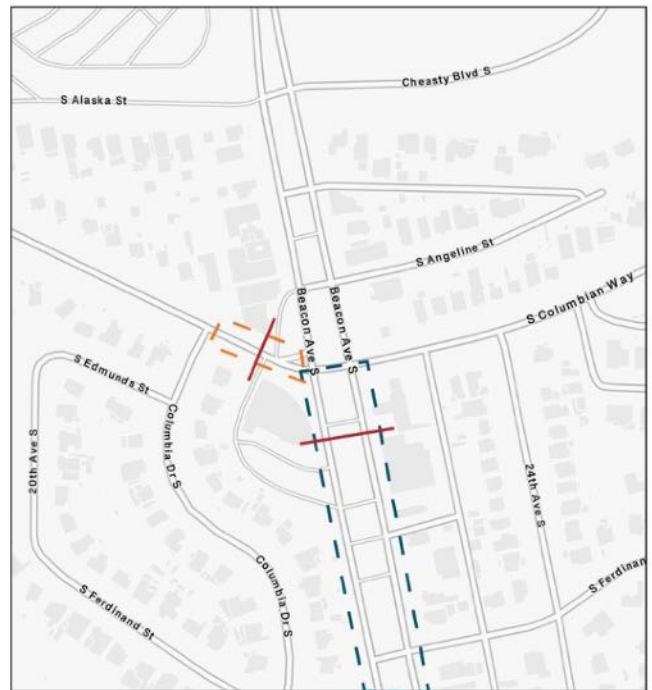 Cheasty Blvd S
S Alaska St
S Angeline St
S Columbian Way
Beacon Ave S
Beacon Ave S
S Edmunds St
20th Ave S
Columbia Dr S
24th Ave S
Columbia Dr S
S Ferdinan
S Ferdinand St